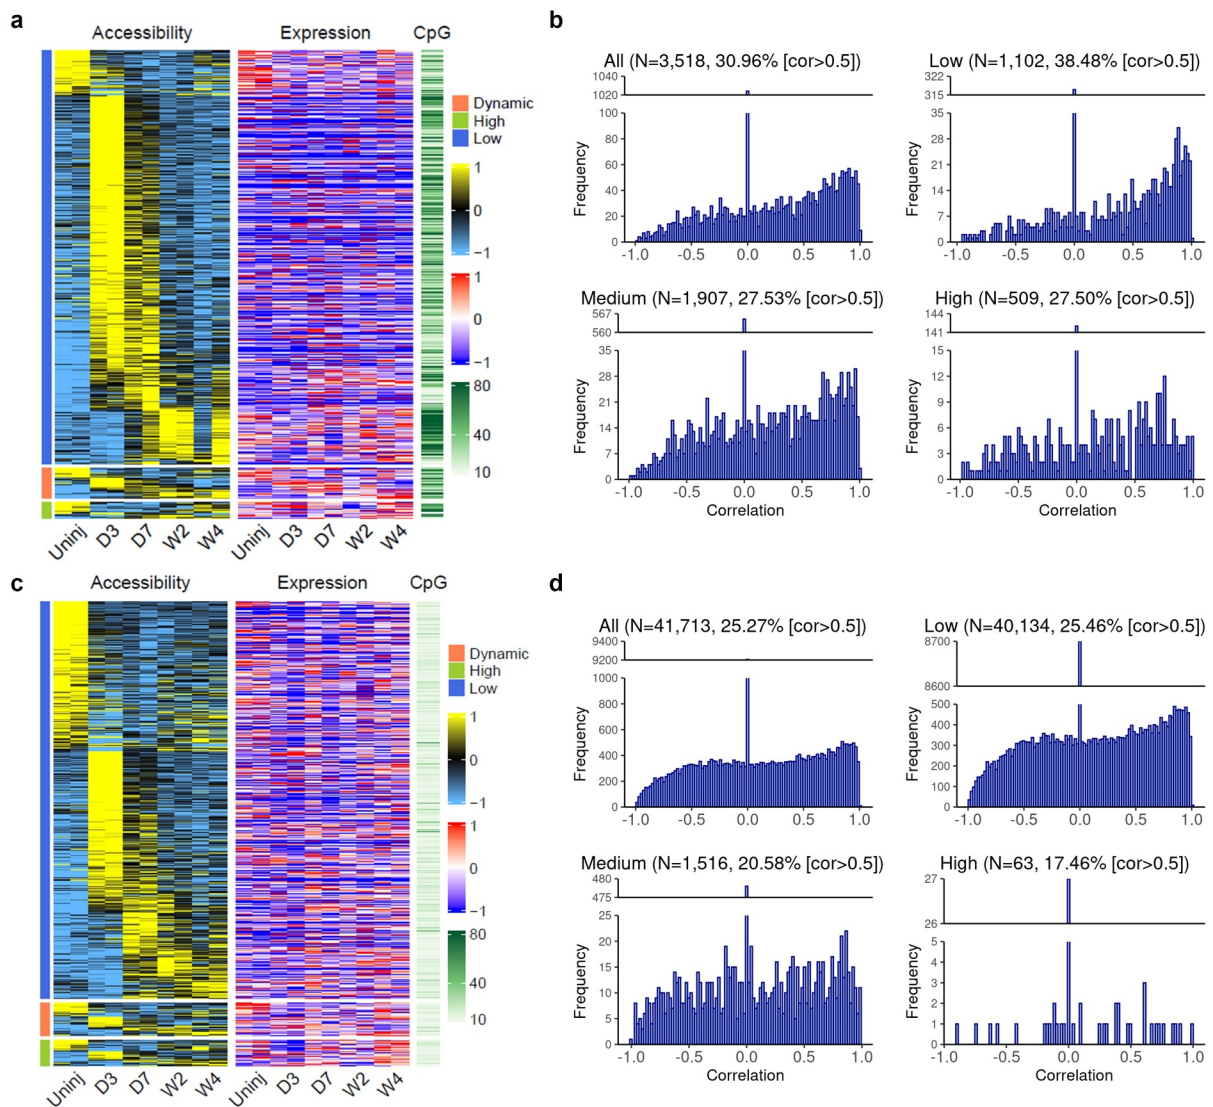 a
Accessibility Expression CpG
Dynamic
High
Low
1
0
−1
1
0
−1
80
40
10
Uninj D3 D7 W2 W4 Uninj D3 D7 W2 W4
b
All (N=3,518, 30.96% [cor>0.5])
1040
1020
100
80
60
40
20
0
Frequency
-1.0 -0.5 0.0 0.5 1.0
Low (N=1,102, 38.48% [cor>0.5])
322
315
35
28
21
14
7
0
Frequency
-1.0 -0.5 0.0 0.5 1.0
Medium (N=1,907, 27.53% [cor>0.5])
567
560
35
28
21
14
7
0
Frequency
-1.0 -0.5 0.0 0.5 1.0
Correlation
High (N=509, 27.50% [cor>0.5])
144
141
15
12
9
6
3
0
Frequency
-1.0 -0.5 0.0 0.5 1.0
Correlation
c
Accessibility Expression CpG
Dynamic
High
Low
1
0
−1
1
0
−1
80
40
10
Uninj D3 D7 W2 W4 Uninj D3 D7 W2 W4
d
All (N=41,713, 25.27% [cor>0.5])
9400
9200
1000
800
600
400
200
0
Frequency
-1.0 -0.5 0.0 0.5 1.0
Low (N=40,134, 25.46% [cor>0.5])
8700
8600
500
400
300
200
100
0
Frequency
-1.0 -0.5 0.0 0.5 1.0
Medium (N=1,516, 20.58% [cor>0.5])
480
475
25
20
15
10
5
0
Frequency
-1.0 -0.5 0.0 0.5 1.0
Correlation
High (N=63, 17.46% [cor>0.5])
27
26
5
4
3
2
1
0
Frequency
-1.0 -0.5 0.0 0.5 1.0
Correlation